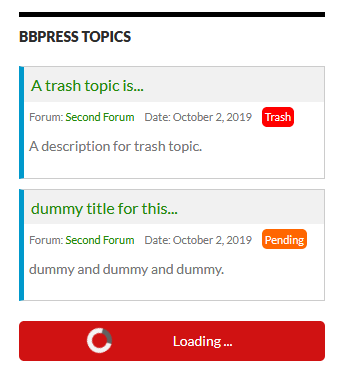 BBPRESS TOPICS
A trash topic is...
Forum: Second Forum Date: October 2, 2019 Trash
A description for trash topic.
dummy title for this...
Forum: Second Forum Date: October 2, 2019 Pending
dummy and dummy and dummy.
Loading ...